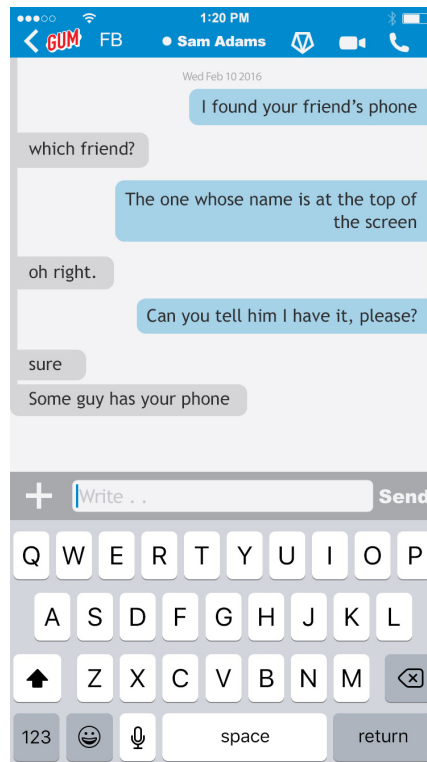 1:20 PM
GUM FB Sam Adams
Wed Feb 10 2016
I found your friend's phone
which friend?
The one whose name is at the top of
the screen
oh right.
Can you tell him I have it, please?
sure
Some guy has your phone
Write . .
Send
Q W E R T Y U I O P
A S D F G H J K L
Z X C V B N M
123 space return